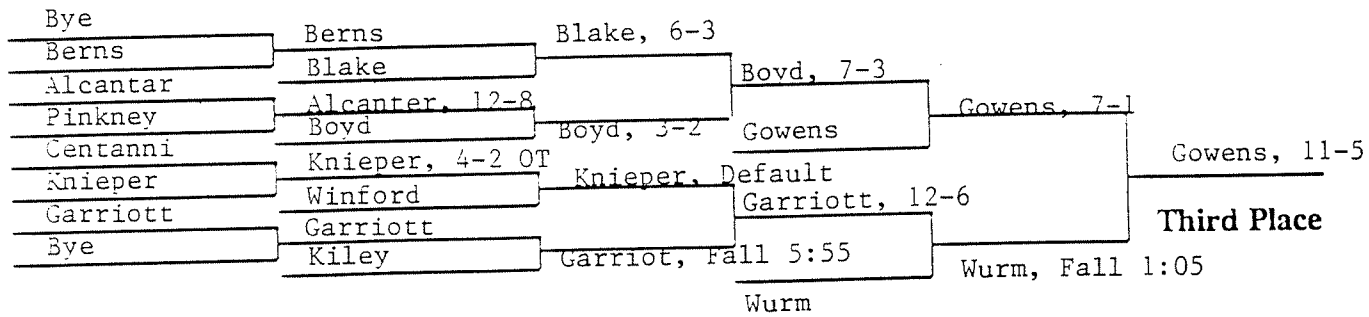 Bye
Berns
Alcantar
Pinkney
Centanni
Knieper
Garriott
Bye
Berns
Blake
Alcanter, 12-8
Boyd
Knieper, 4-2 OT
Winford
Garriott
Kiley
Blake, 6-3
Boyd, 3-2
Knieper, Default
Garriot, Fall 5:55
Boyd, 7-3
Gowens
Garriott, 12-6
Wurm
Gowens, 7-1
Wurm, Fall 1:05
Gowens, 11-5
Third Place